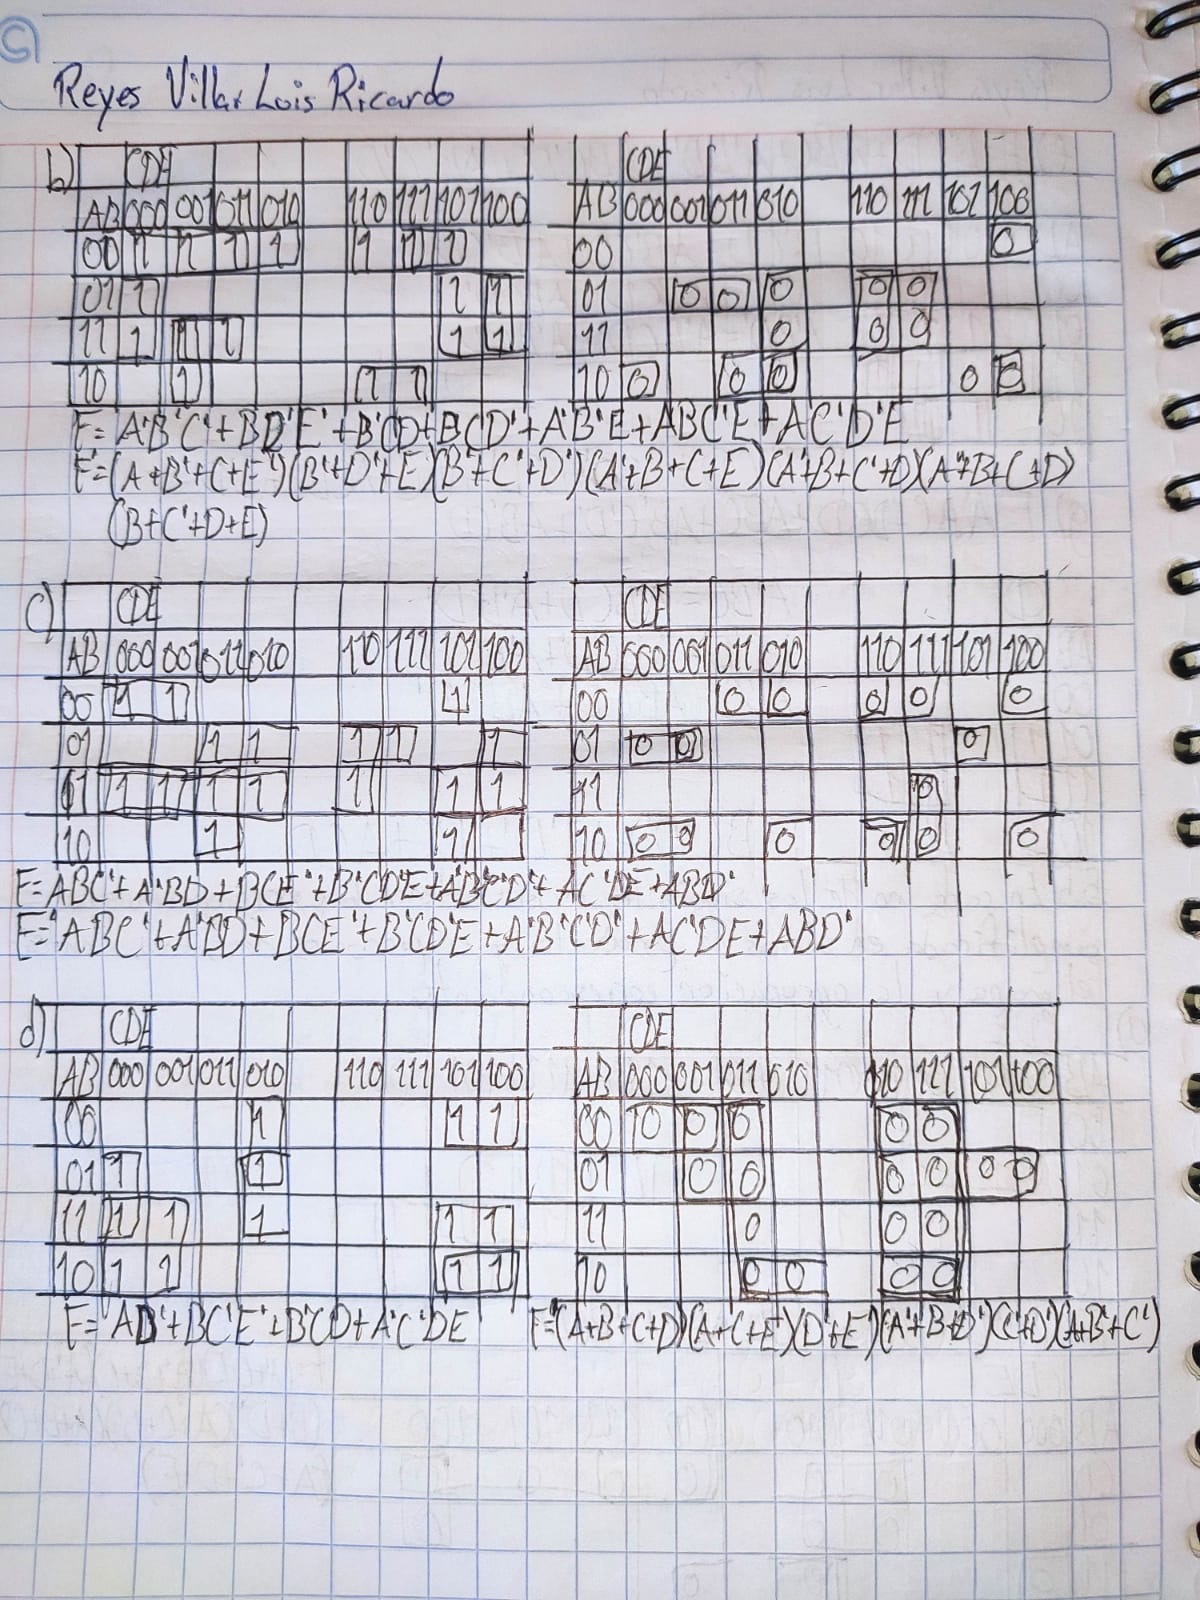 Reyes Villar Luis Ricardo
b) CDE
AB 000 001 011 010 110 111 101 100
00 1 1 1 1 1 1 1
01 1 1 1
11 1 1 1 1 1
10 1 1 1
CDE
AB 000 001 011 010 110 111 101 100
00 0
01 0 0 0 0 0
11 0 0 0
10 0 0 0 0 0
F= A'B'C'+BD'E'+B'CD+BCD'+A'B'E+ABC'E+AC'D'E
F=(A+B'+C+E')(B'+D'+E)(B'+C'+D')(A'+B+C+E)(A'+B+C'+D)(A'+B+C+D)
(B+C'+D+E)
c) CDE
AB 000 001 011 010 110 111 101 100
00 1 1 1
01 1 1 1 1 1
11 1 1 1 1 1 1 1
10 1 1
CDE
AB 000 001 011 010 110 111 101 100
00 0 0 0 0 0
01 0 0 0
11 0
10 0 0 0 0 0 0
F= ABC'+A'BD+BCE'+B'CD'E+A'B'C'D'+AC'DE+ABD'
F= ABC'+A'BD+BCE'+B'CD'E+A'B'C'D'+AC'DE+ABD'
d) CDE
AB 000 001 011 010 110 111 101 100
00 1 1 1
01 1 1
11 1 1 1 1 1
10 1 1 1 1
CDE
AB 000 001 011 010 110 111 101 100
00 0 0 0 0 0
01 0 0 0 0 0 0
11 0 0 0
10 0 0 0 0
F= AD'+BC'E'+B'CD+A'C'DE
F=(A+B+C+D)(A+C+E')(D'+E')(A'+B+D')(C'+D')(A+B'+C')